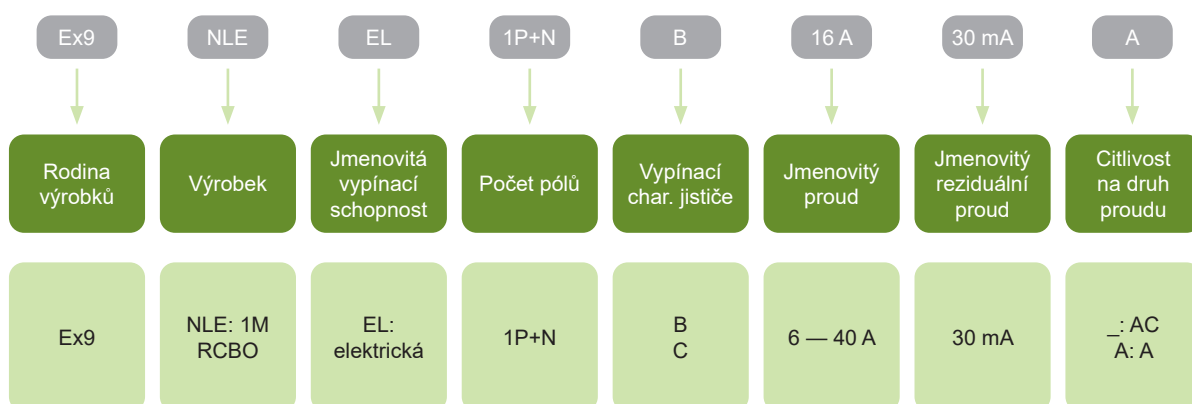 Ex9
NLE
EL
1P+N
B
16 A
30 mA
A
Rodina
výrobků
Výrobek
Jmenovitá
vypínací
schopnost
Počet pólů
Vypínací
char. jističe
Jmenovitý
proud
Jmenovitý
reziduální
proud
Citlivost
na druh
proudu
Ex9
NLE: 1M
RCBO
EL:
elektrická
1P+N
B
C
6 — 40 A
30 mA
_: AC
A: A